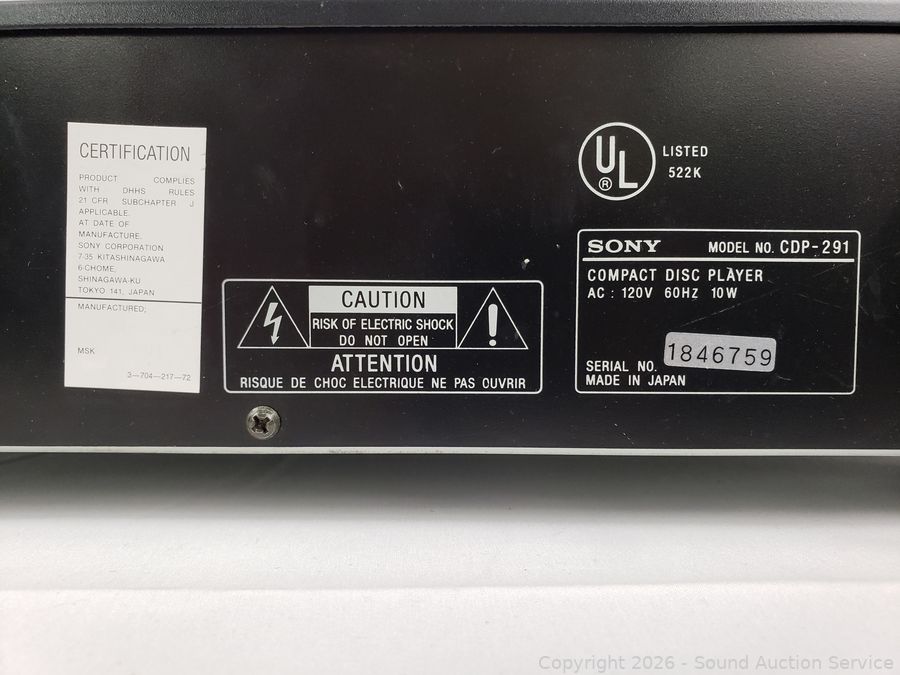 CERTIFICATION
PRODUCT COMPLIES
WITH DHHS RULES
21 CFR SUBCHAPTER J
APPLICABLE.
AT DATE OF
MANUFACTURE.
SONY CORPORATION
7-35 KITASHINAGAWA
6-CHOME,
SHINAGAWA-KU
TOKYO 141, JAPAN
MANUFACTURED;
MSK
3-704-217-72
CAUTION
RISK OF ELECTRIC SHOCK
DO NOT OPEN
ATTENTION
RISQUE DE CHOC ELECTRIQUE NE PAS OUVRIR
UL ® LISTED
522K
SONY MODEL NO. CDP-291
COMPACT DISC PLAYER
AC : 120V 60Hz 10W
SERIAL NO. 1846759
MADE IN JAPAN
Copyright 2026 - Sound Auction Service